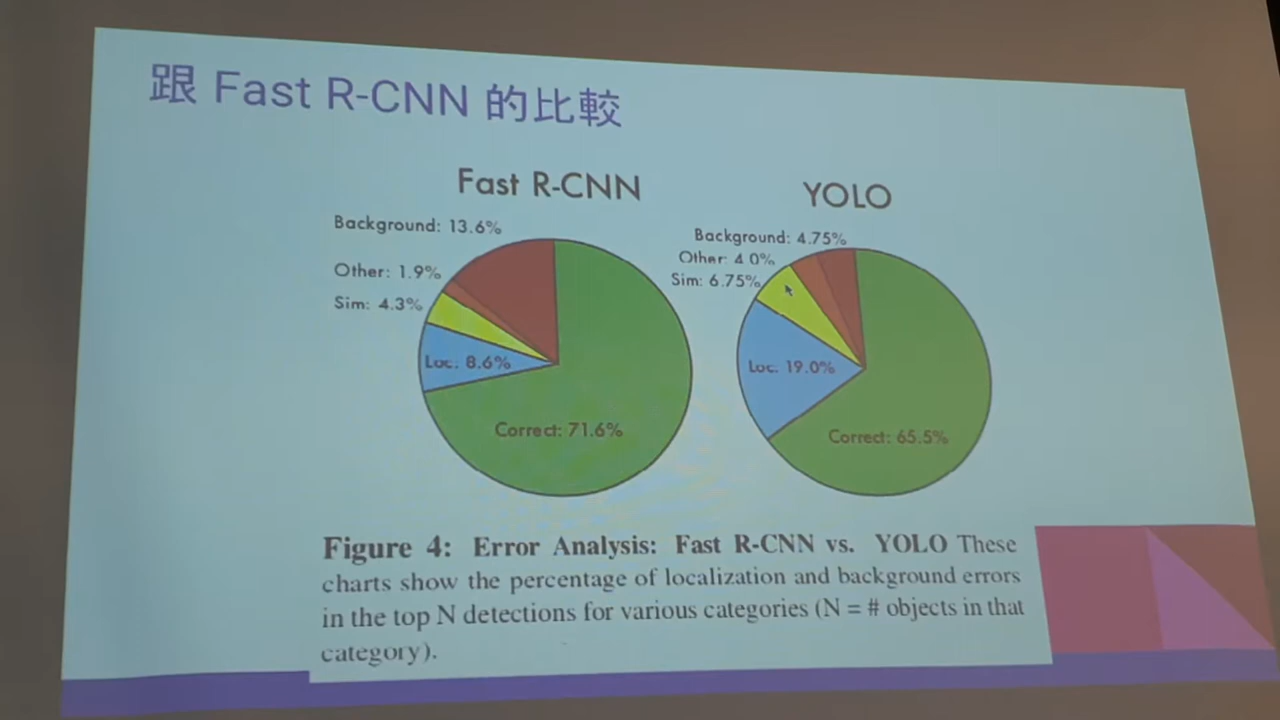 跟 Fast R-CNN 的比較
Fast R-CNN
Background: 13.6%
Other: 1.9%
Sim: 4.3%
Loc: 8.6%
Correct: 71.6%
YOLO
Background: 4.75%
Other: 4.0%
Sim: 6.75%
Loc: 19.0%
Correct: 65.5%
Figure 4: Error Analysis: Fast R-CNN vs. YOLO These
charts show the percentage of localization and background errors
in the top N detections for various categories (N = # objects in that
category).